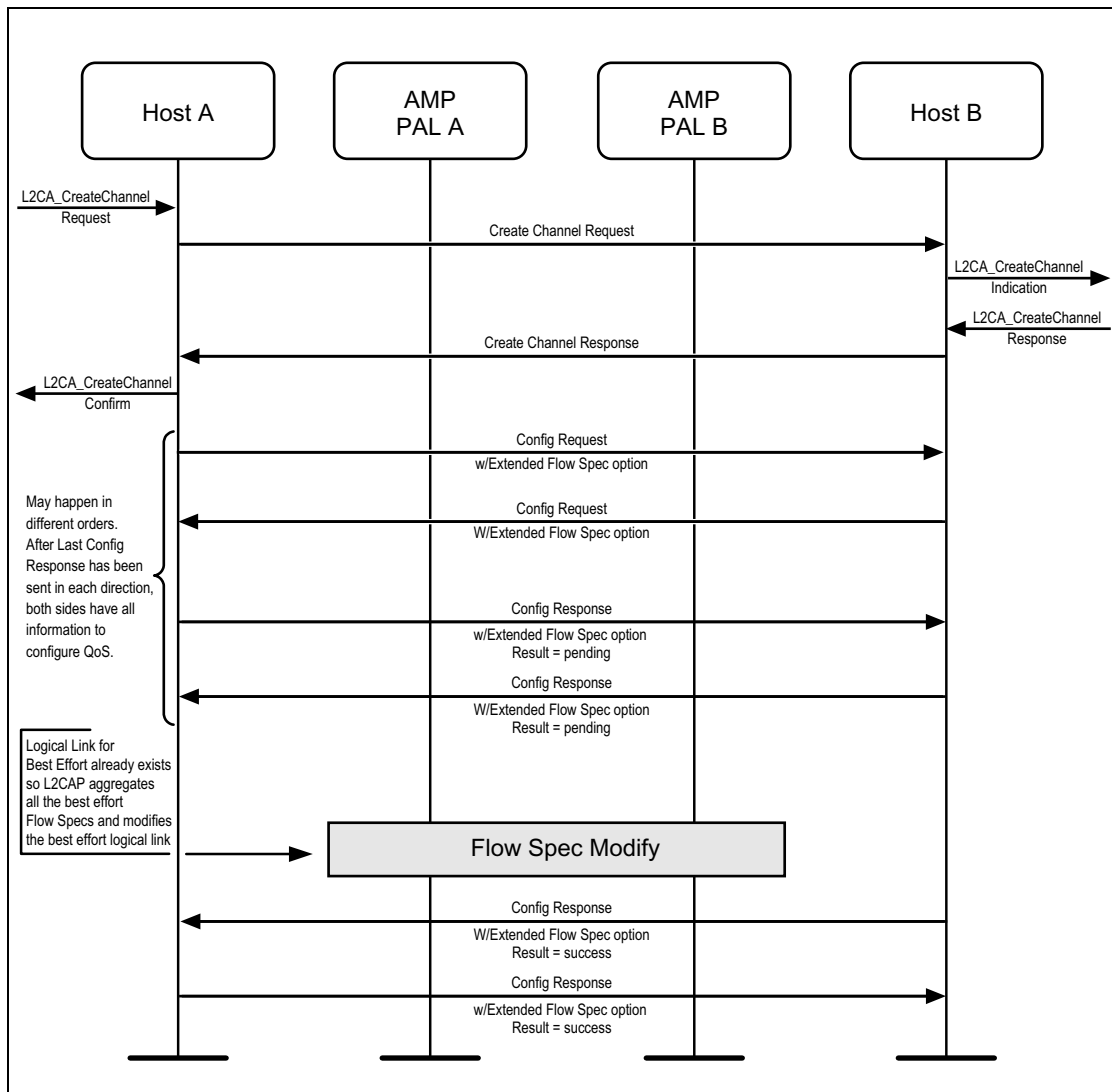 Host A
AMP
PAL A
AMP
PAL B
Host B
L2CA_CreateChannel
Request
Create Channel Request
L2CA_CreateChannel
Indication
L2CA_CreateChannel
Response
Create Channel Response
L2CA_CreateChannel
Confirm
Config Request
w/Extended Flow Spec option
Config Request
W/Extended Flow Spec option
May happen in
different orders.
After Last Config
Response has been
sent in each direction,
both sides have all
information to
configure QoS.
Config Response
w/Extended Flow Spec option
Result = pending
Config Response
W/Extended Flow Spec option
Result = pending
Logical Link for
Best Effort already exists
so L2CAP aggregates
all the best effort
Flow Specs and modifies
the best effort logical link
Flow Spec Modify
Config Response
W/Extended Flow Spec option
Result = success
Config Response
w/Extended Flow Spec option
Result = success